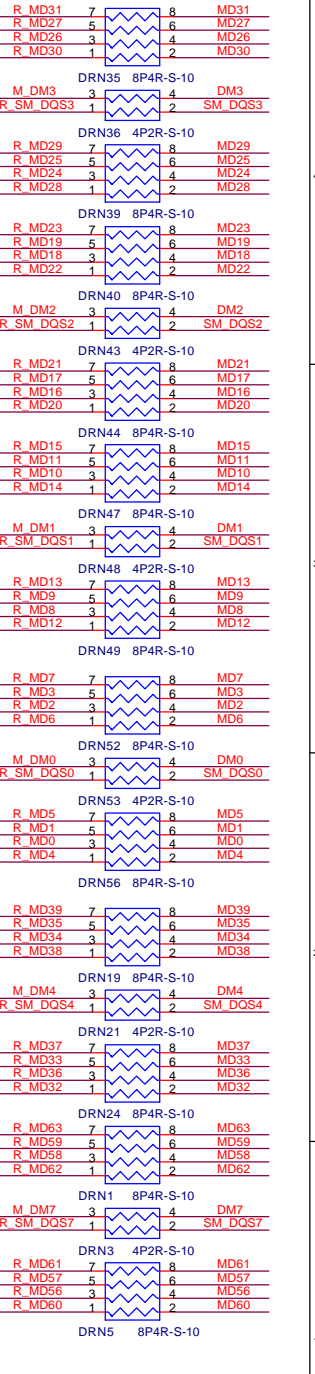 R_MD31 7 8 MD31
R_MD27 5 6 MD27
R_MD26 3 4 MD26
R_MD30 1 2 MD30
DRN35 8P4R-S-10
M_DM3 3 4 DM3
R_SM_DQS3 1 2 SM_DQS3
DRN36 4P2R-S-10
R_MD29 7 8 MD29
R_MD25 5 6 MD25
R_MD24 3 4 MD24
R_MD28 1 2 MD28
DRN39 8P4R-S-10
R_MD23 7 8 MD23
R_MD19 5 6 MD19
R_MD18 3 4 MD18
R_MD22 1 2 MD22
DRN40 8P4R-S-10
M_DM2 3 4 DM2
R_SM_DQS2 1 2 SM_DQS2
DRN43 4P2R-S-10
R_MD21 7 8 MD21
R_MD17 5 6 MD17
R_MD16 3 4 MD16
R_MD20 1 2 MD20
DRN44 8P4R-S-10
R_MD15 7 8 MD15
R_MD11 5 6 MD11
R_MD10 3 4 MD10
R_MD14 1 2 MD14
DRN47 8P4R-S-10
M_DM1 3 4 DM1
R_SM_DQS1 1 2 SM_DQS1
DRN48 4P2R-S-10
R_MD13 7 8 MD13
R_MD9 5 6 MD9
R_MD8 3 4 MD8
R_MD12 1 2 MD12
DRN49 8P4R-S-10
R_MD7 7 8 MD7
R_MD3 5 6 MD3
R_MD2 3 4 MD2
R_MD6 1 2 MD6
DRN52 8P4R-S-10
M_DM0 3 4 DM0
R_SM_DQS0 1 2 SM_DQS0
DRN53 4P2R-S-10
R_MD5 7 8 MD5
R_MD1 5 6 MD1
R_MD0 3 4 MD0
R_MD4 1 2 MD4
DRN56 8P4R-S-10
R_MD39 7 8 MD39
R_MD35 5 6 MD35
R_MD34 3 4 MD34
R_MD38 1 2 MD38
DRN19 8P4R-S-10
M_DM4 3 4 DM4
R_SM_DQS4 1 2 SM_DQS4
DRN21 4P2R-S-10
R_MD37 7 8 MD37
R_MD33 5 6 MD33
R_MD36 3 4 MD36
R_MD32 1 2 MD32
DRN24 8P4R-S-10
R_MD63 7 8 MD63
R_MD59 5 6 MD59
R_MD58 3 4 MD58
R_MD62 1 2 MD62
DRN1 8P4R-S-10
M_DM7 3 4 DM7
R_SM_DQS7 1 2 SM_DQS7
DRN3 4P2R-S-10
R_MD61 7 8 MD61
R_MD57 5 6 MD57
R_MD56 3 4 MD56
R_MD60 1 2 MD60
DRN5 8P4R-S-10